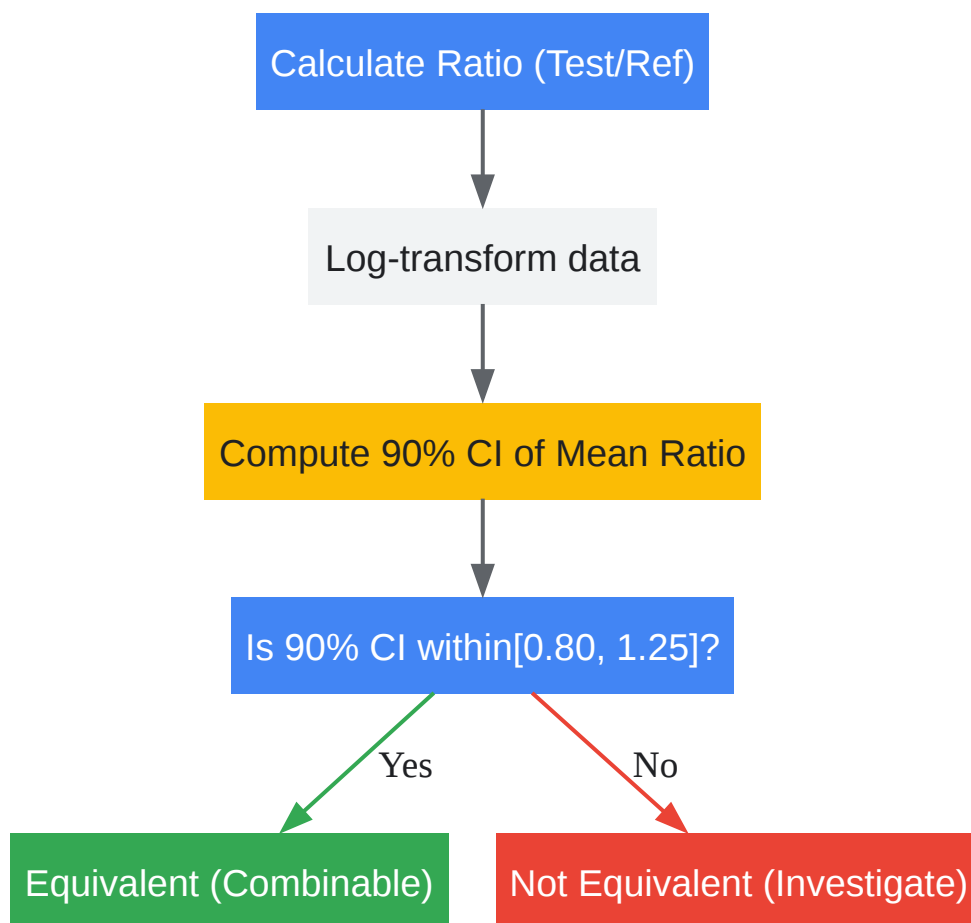 Calculate Ratio (Test/Ref)
Log-transform data
Compute 90% CI of Mean Ratio
Is 90% CI within[0.80, 1.25]?
Yes
No
Equivalent (Combinable)
Not Equivalent (Investigate)